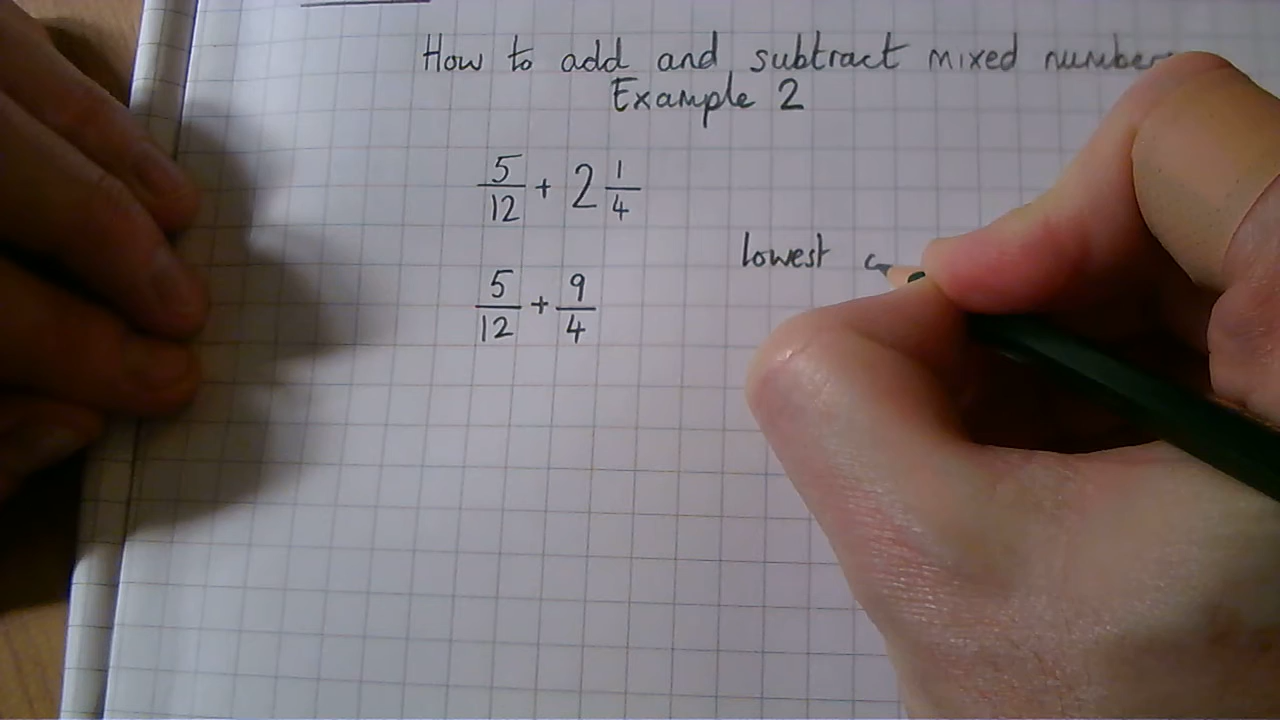 How to add and subtract mixed number
Example 2
5/12 + 2 1/4
lowest c
5/12 + 9/4